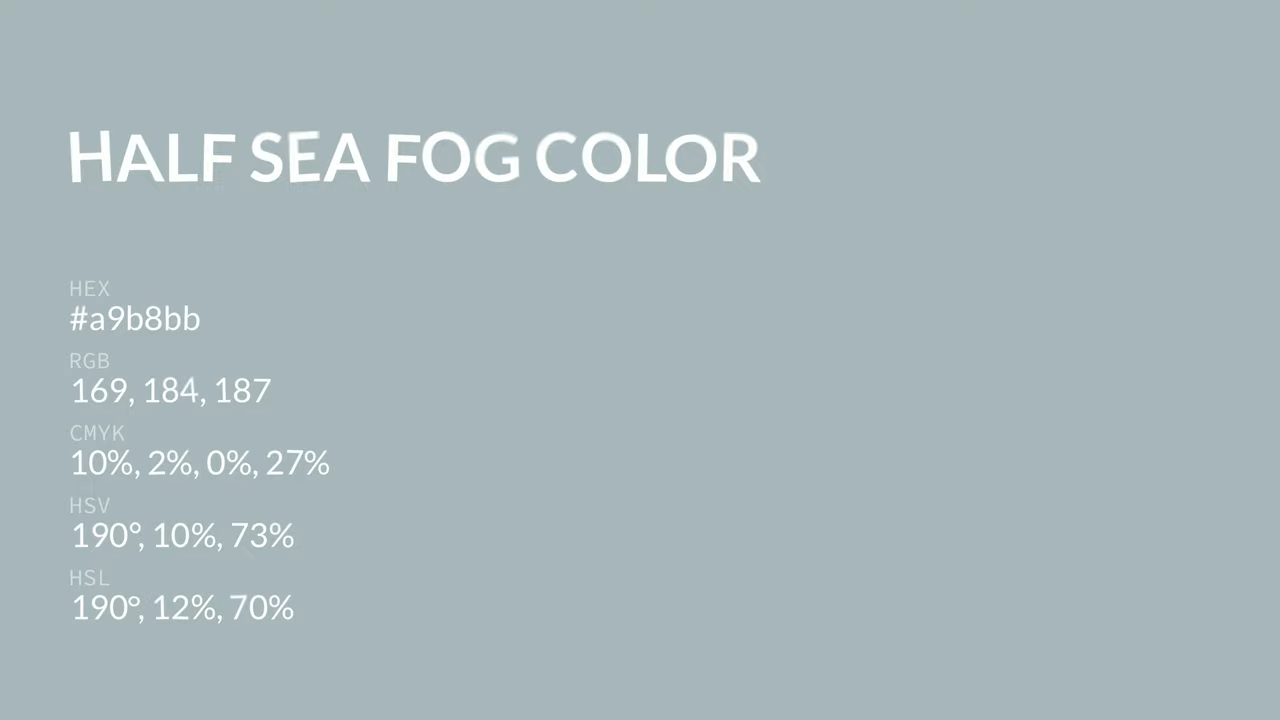 HALF SEA FOG COLOR
HEX
#a9b8bb
RGB
169, 184, 187
CMYK
10%, 2%, 0%, 27%
HSV
190°, 10%, 73%
HSL
190°, 12%, 70%